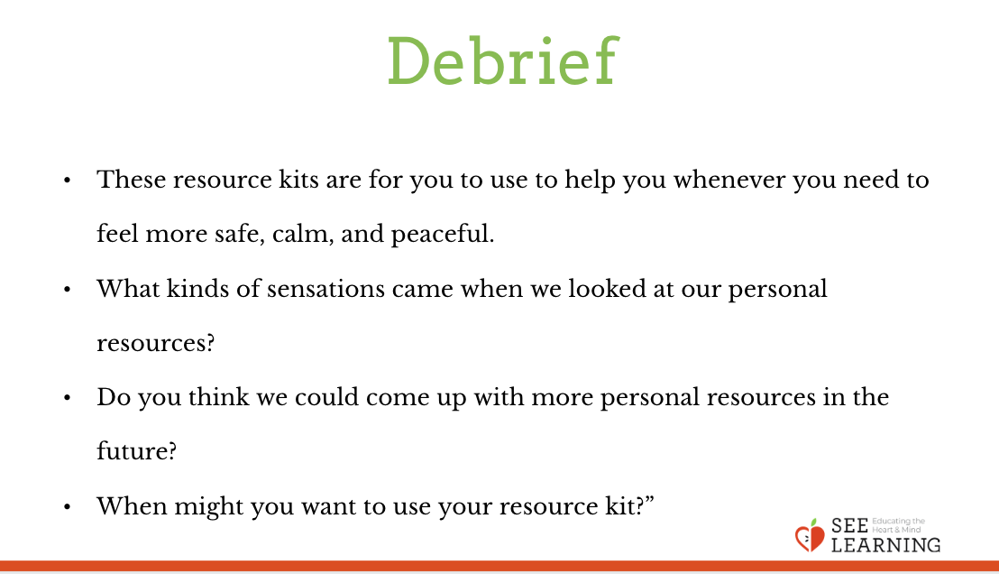 Debrief
• These resource kits are for you to use to help you whenever you need to
feel more safe, calm, and peaceful.
• What kinds of sensations came when we looked at our personal
resources?
• Do you think we could come up with more personal resources in the
future?
• When might you want to use your resource kit?”
SEE Educating the
Heart & Mind
LEARNING